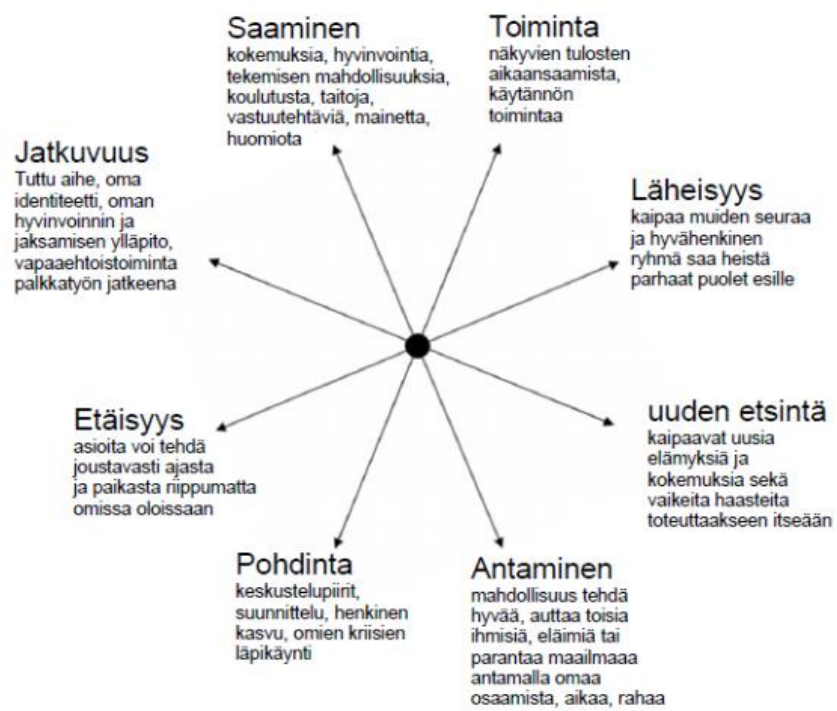 Saaminen
kokemuksia, hyvinvointia,
tekemisen mahdollisuuksia,
koulutusta, taitoja,
vastuutehtäviä, mainetta,
huomiota
Toiminta
näkyvien tulosten
aikaansaamista,
käytännön
toimintaa
Jatkuvuus
Tuttu aihe, oma
identiteetti, oman
hyvinvoinnin ja
jaksamisen ylläpito,
vapaaehtoistoiminta
palkkatyön jatkeena
Läheisyys
kaipaa muiden seuraa
ja hyvähenkinen
ryhmä saa heistä
parhaat puolet esille
Etäisyys
asioita voi tehdä
joustavasti ajasta
ja paikasta riippumatta
omissa oloissaan
uuden etsintä
kaipaavat uusia
elämyksiä ja
kokemuksia sekä
vaikeita haasteita
toteuttaakseen itseään
Pohdinta
keskustelupiirit,
suunnittelu, henkinen
kasvu, omien kriisien
läpikäynti
Antaminen
mahdollisuus tehdä
hyvää, auttaa toisia
ihmisiä, eläimiä tai
parantaa maailmaaa
antamalla omaa
osaamista, aikaa, rahaa